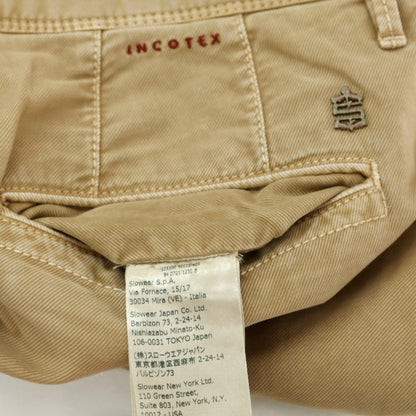 INCOTEX
Slowear S.p.A.
Via Fornace, 15/17
30034 Mira (VE) - Italia
Slowear Japan Co. Ltd.
Barbizon 73, 2-24-14
Nishiazabu Minato-Ku
106-0031 TOKYO Japan
(株)スローウエアジャパン
東京都港区西麻布 2-24-14
バルビゾン73
Slowear New York Ltd.
110 Green Street,
Suite 803, New York, N.Y.
10012 - USA